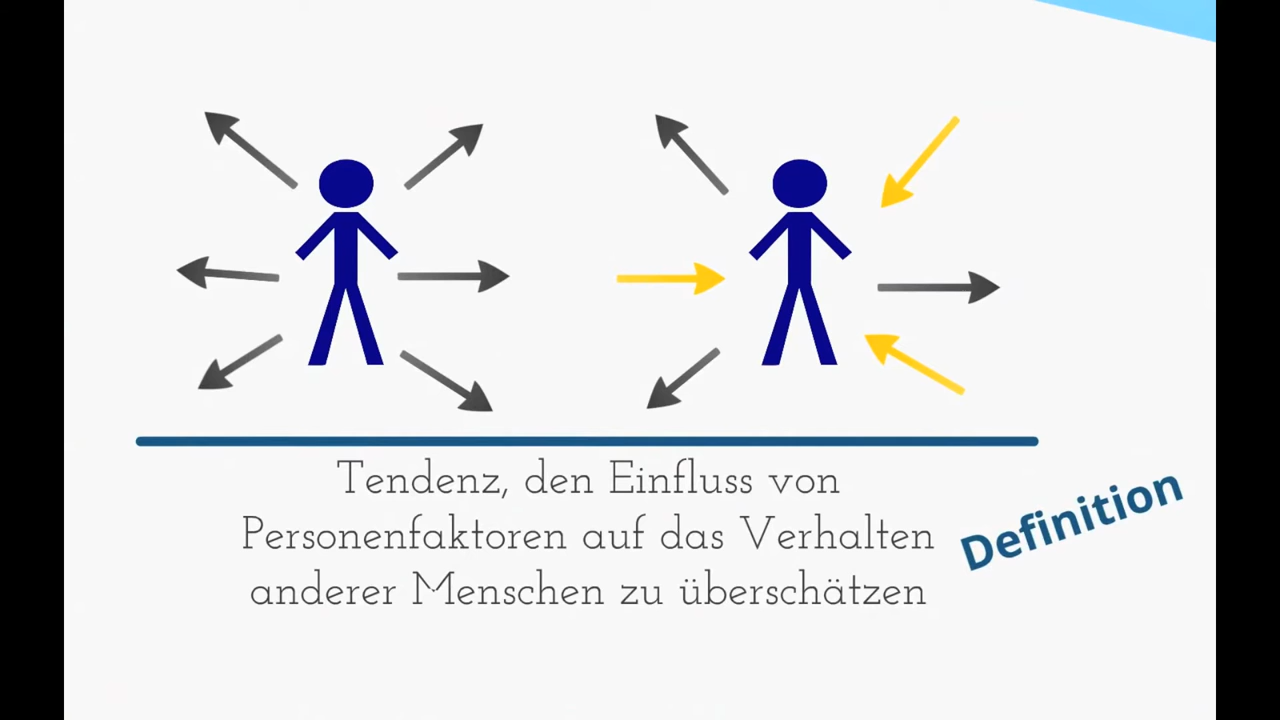 Tendenz, den Einfluss von
Personenfaktoren auf das Verhalten
anderer Menschen zu überschätzen
Definition